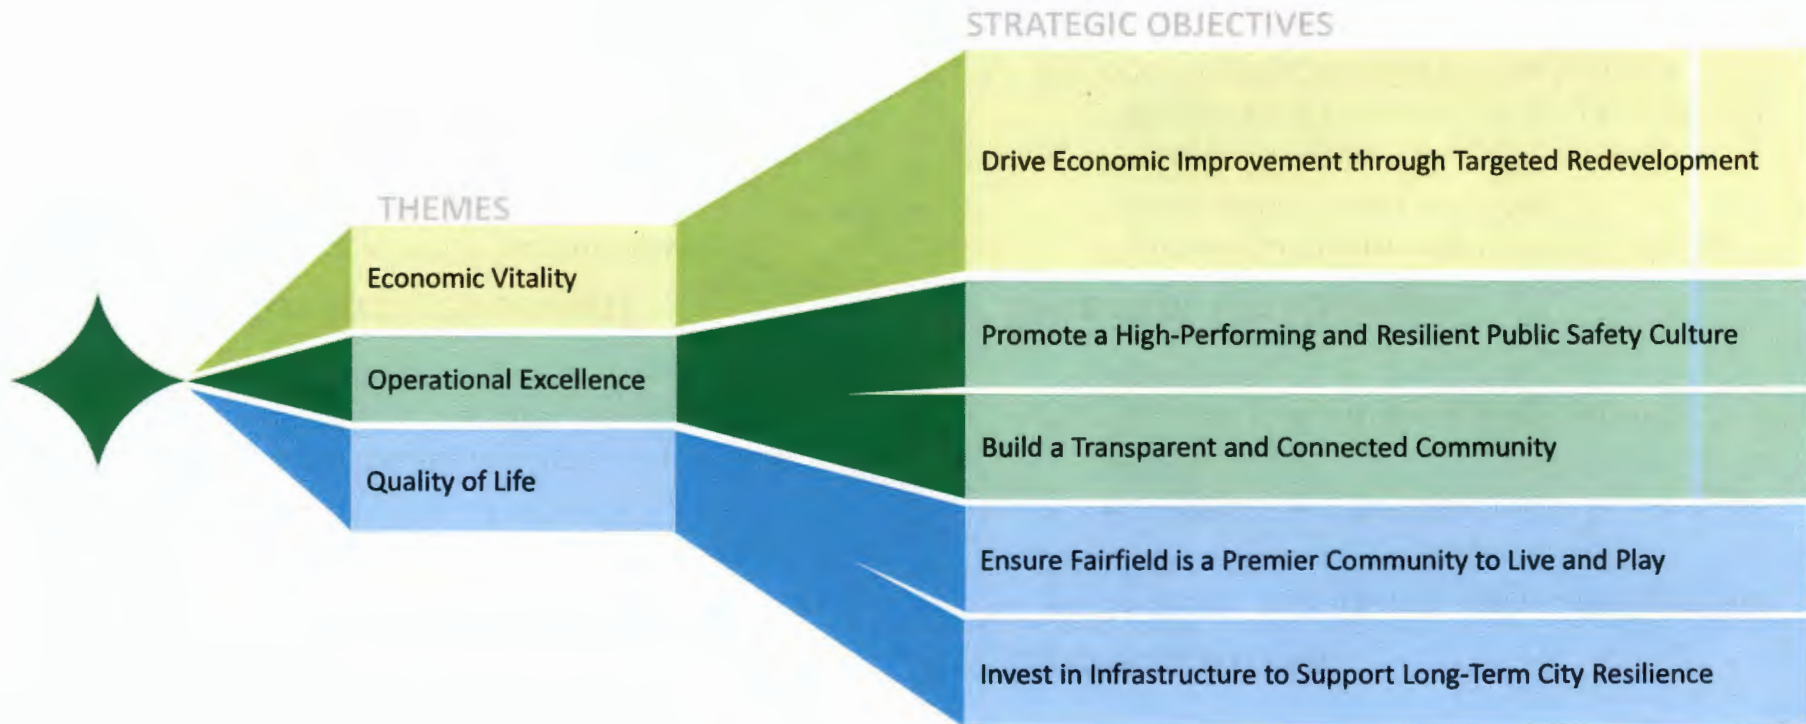 STRATEGIC OBJECTIVES
THEMES
Economic Vitality
Operational Excellence
Quality of Life
Drive Economic Improvement through Targeted Redevelopment
Promote a High-Performing and Resilient Public Safety Culture
Build a Transparent and Connected Community
Ensure Fairfield is a Premier Community to Live and Play
Invest in Infrastructure to Support Long-Term City Resilience